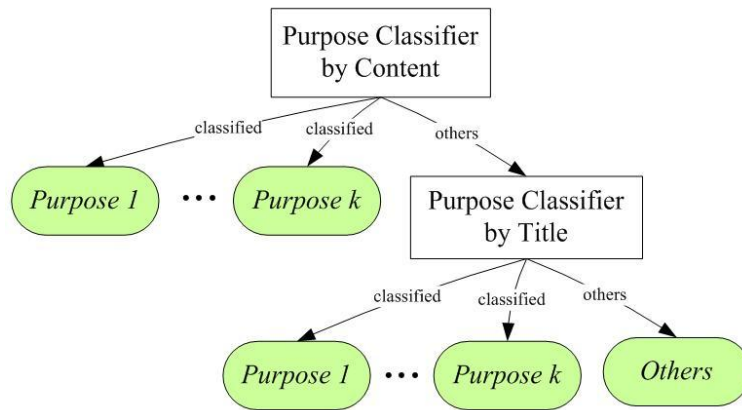 Purpose Classifier
by Content
classified
classified
others
Purpose 1
•••
Purpose k
Purpose Classifier
by Title
classified
classified
others
Purpose 1
•••
Purpose k
Others